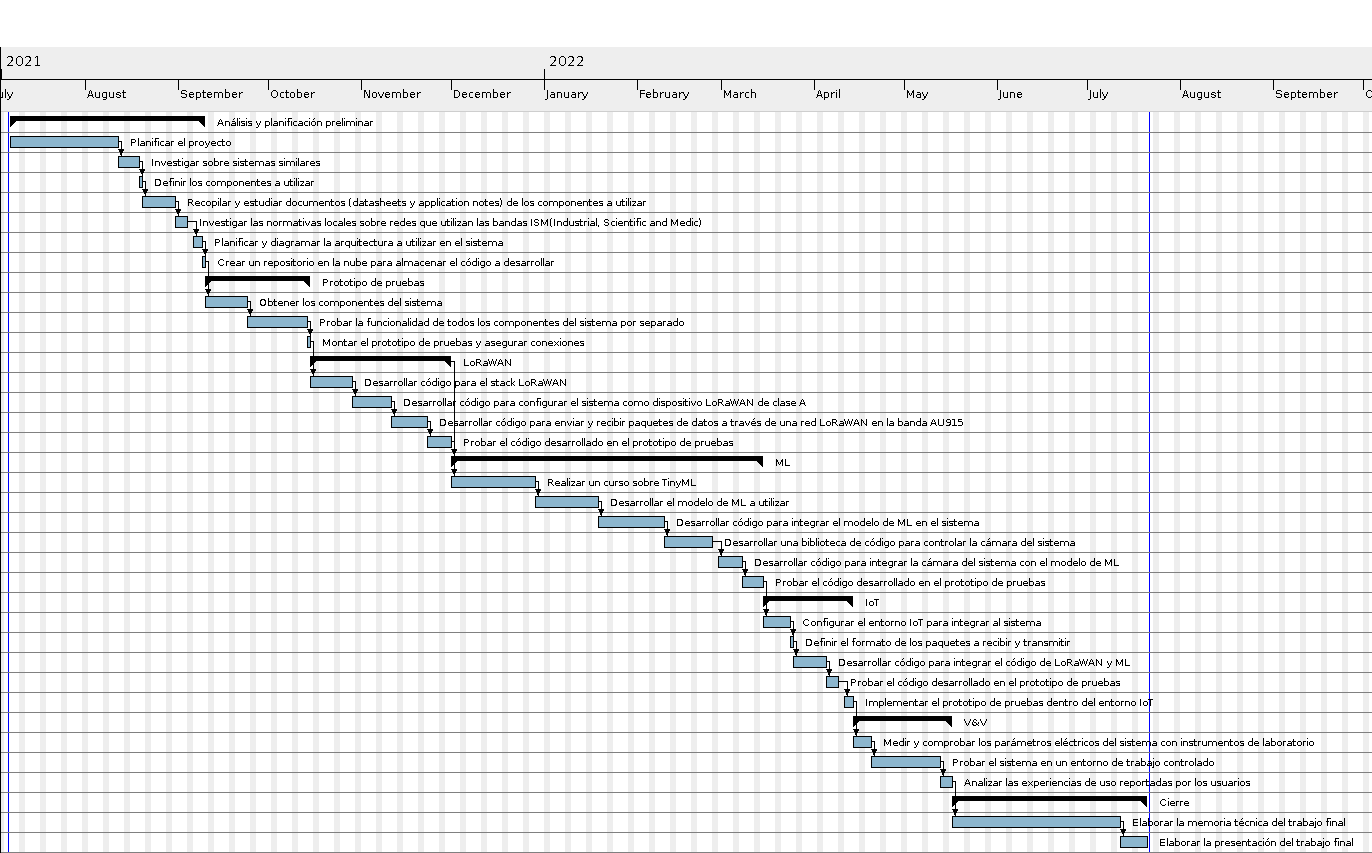 2021
2022
uly
August
September
October
November
December
January
February
March
April
May
June
July
August
September
O
Análisis y planificación preliminar
Planificar el proyecto
Investigar sobre sistemas similares
Definir los componentes a utilizar
Recopilar y estudiar documentos (datasheets y application notes) de los componentes a utilizar
Investigar las normativas locales sobre redes que utilizan las bandas ISM(Industrial, Scientific and Medic)
Planificar y diagramar la arquitectura a utilizar en el sistema
Crear un repositorio en la nube para almacenar el código a desarrollar
Prototipo de pruebas
Obtener los componentes del sistema
Probar la funcionalidad de todos los componentes del sistema por separado
Montar el prototipo de pruebas y asegurar conexiones
LoRaWAN
Desarrollar código para el stack LoRaWAN
Desarrollar código para configurar el sistema como dispositivo LoRaWAN de clase A
Desarrollar código para enviar y recibir paquetes de datos a través de una red LoRaWAN en la banda AU915
Probar el código desarrollado en el prototipo de pruebas
ML
Realizar un curso sobre TinyML
Desarrollar el modelo de ML a utilizar
Desarrollar código para integrar el modelo de ML en el sistema
Desarrollar una biblioteca de código para controlar la cámara del sistema
Desarrollar código para integrar la cámara del sistema con el modelo de ML
Probar el código desarrollado en el prototipo de pruebas
IoT
Configurar el entorno IoT para integrar al sistema
Definir el formato de los paquetes a recibir y transmitir
Desarrollar código para integrar el código de LoRaWAN y ML
Probar el código desarrollado en el prototipo de pruebas
Implementar el prototipo de pruebas dentro del entorno IoT
V&V
Medir y comprobar los parámetros eléctricos del sistema con instrumentos de laboratorio
Probar el sistema en un entorno de trabajo controlado
Analizar las experiencias de uso reportadas por los usuarios
Cierre
Elaborar la memoria técnica del trabajo final
Elaborar la presentación del trabajo final